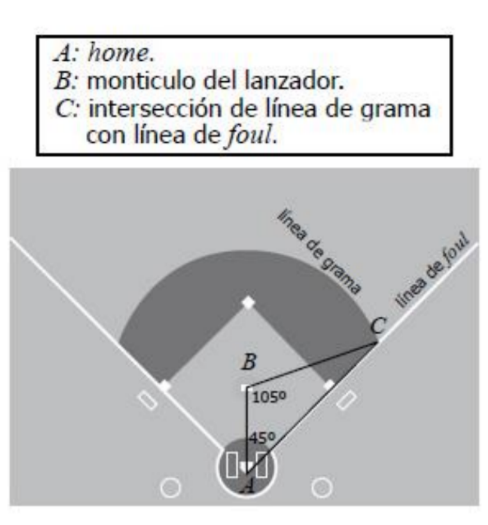 A: home.
B: monticulo del lanzador.
C: intersección de línea de grama
con línea de foul.
línea de grama
línea de foul
C
B
105º
45º
A